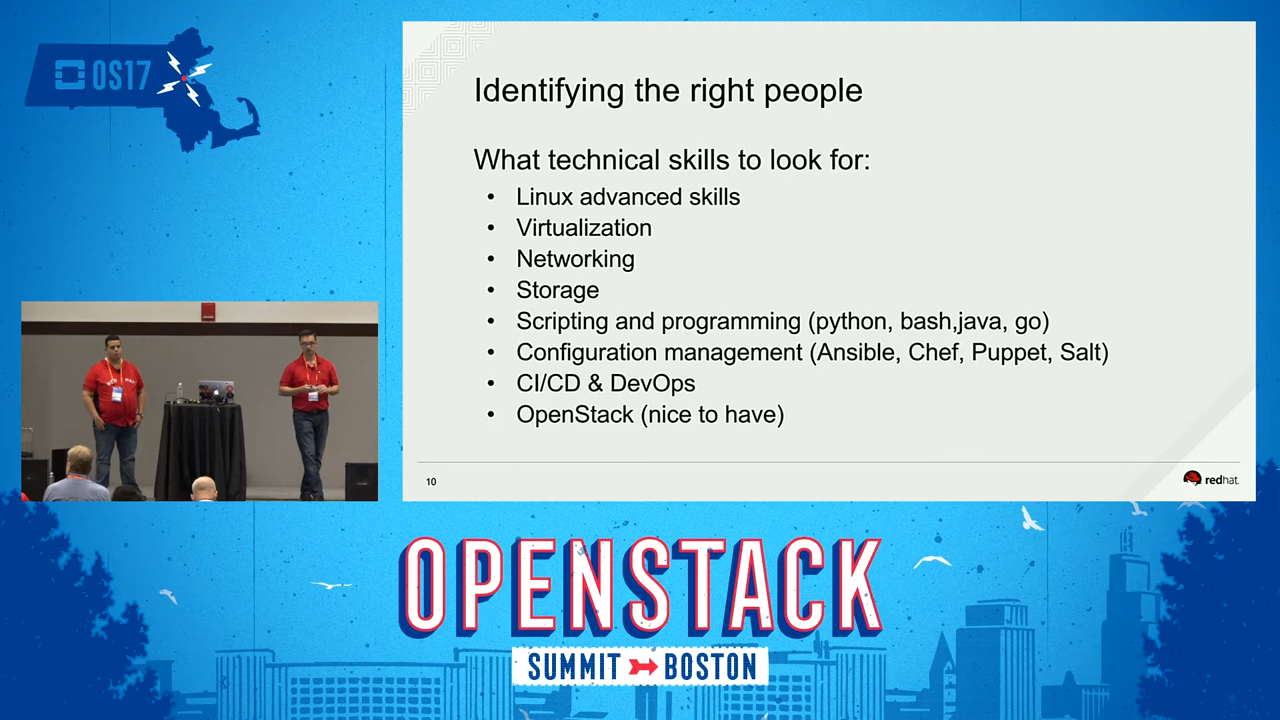 OS17
Identifying the right people
What technical skills to look for:
• Linux advanced skills
• Virtualization
• Networking
• Storage
• Scripting and programming (python, bash,java, go)
• Configuration management (Ansible, Chef, Puppet, Salt)
• CI/CD & DevOps
• OpenStack (nice to have)
10
redhat.
RED HAT
OPENSTACK
SUMMIT BOSTON